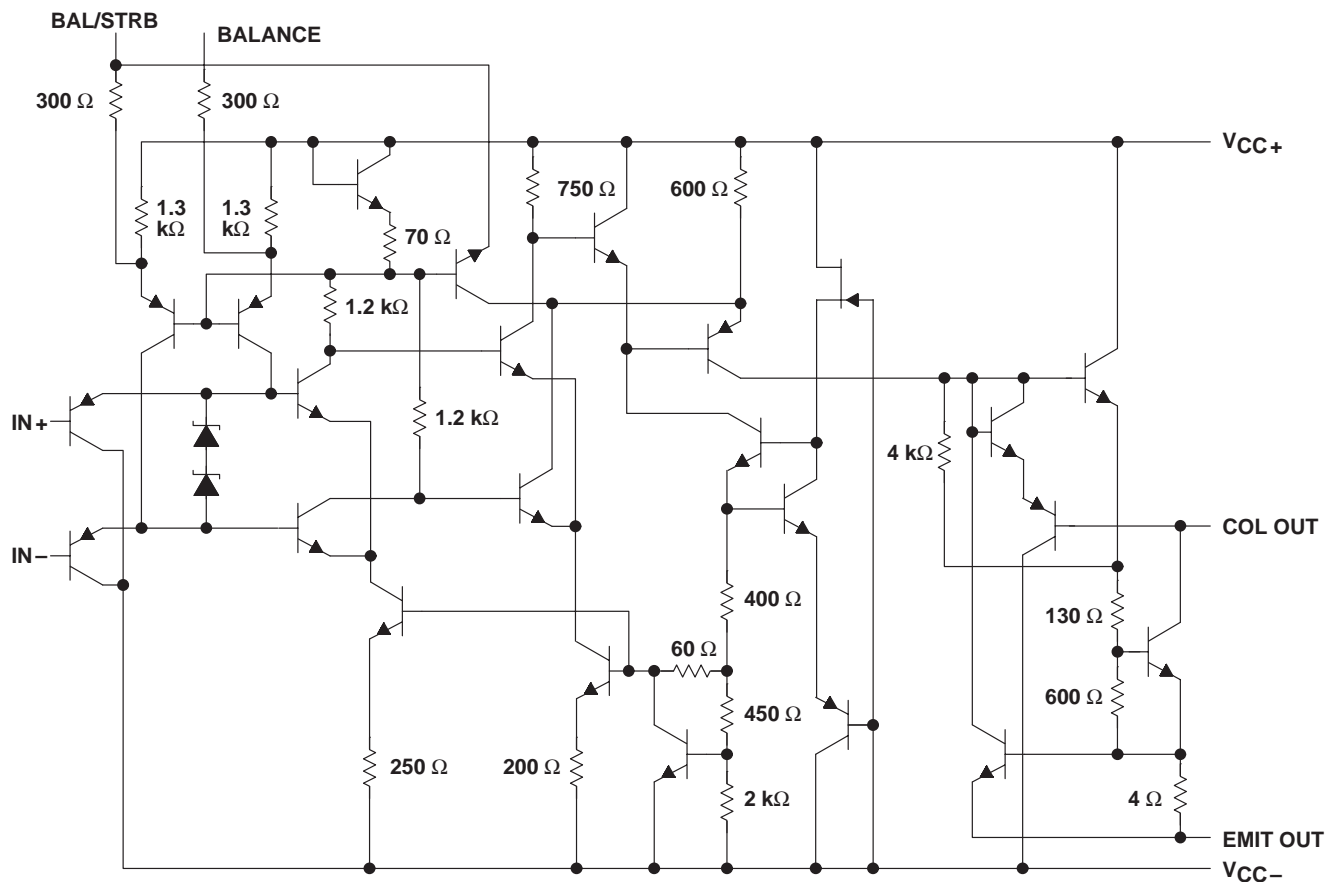 BAL/STRB
BALANCE
300 Ω
300 Ω
VCC+
1.3
kΩ
1.3
kΩ
750 Ω
600 Ω
70 Ω
1.2 kΩ
IN+
1.2 kΩ
4 kΩ
IN−
COL OUT
400 Ω
130 Ω
60 Ω
600 Ω
450 Ω
250 Ω
200 Ω
2 kΩ
4 Ω
EMIT OUT
VCC−